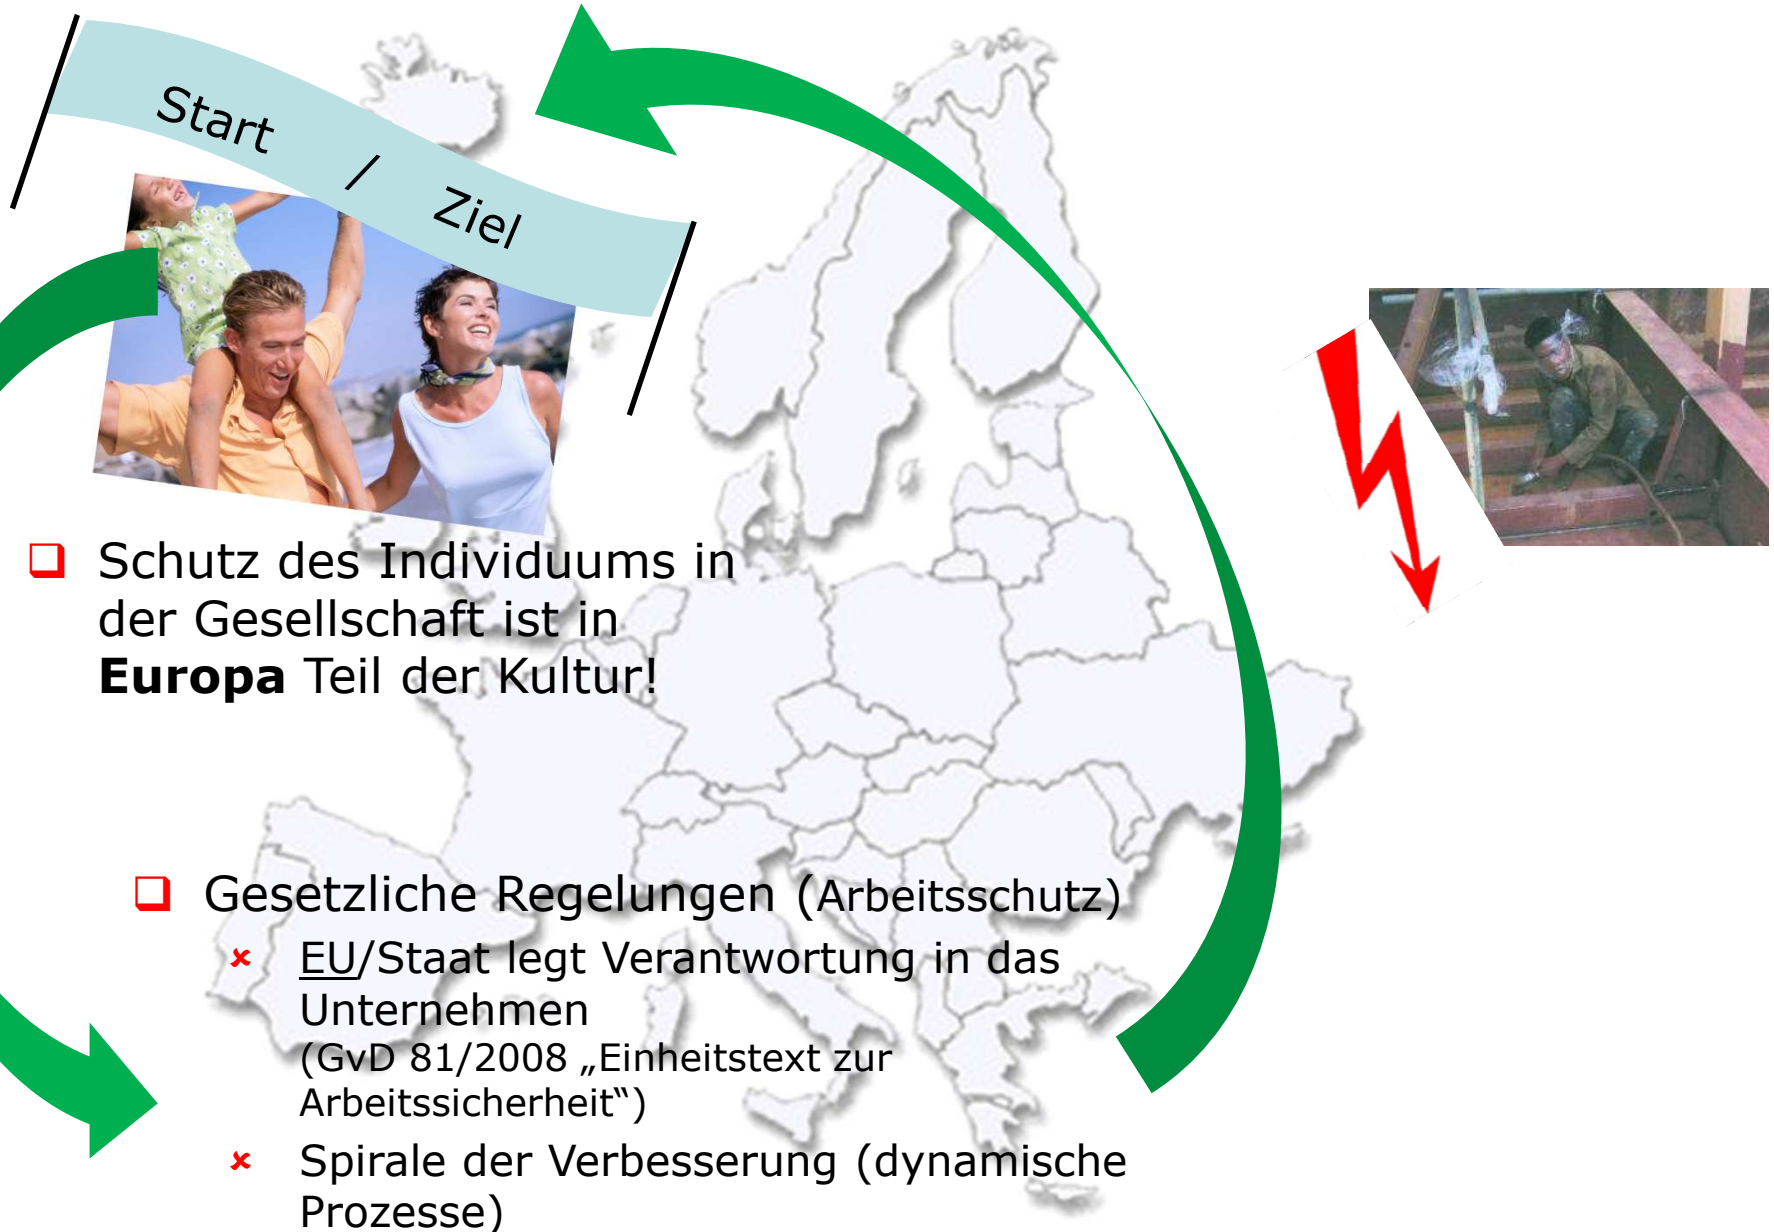 Start / Ziel
Schutz des Individuums in
der Gesellschaft ist in
Europa Teil der Kultur!
Gesetzliche Regelungen (Arbeitsschutz)
EU/Staat legt Verantwortung in das
Unternehmen
(GvD 81/2008 „Einheitstext zur
Arbeitssicherheit“)
Spirale der Verbesserung (dynamische
Prozesse)